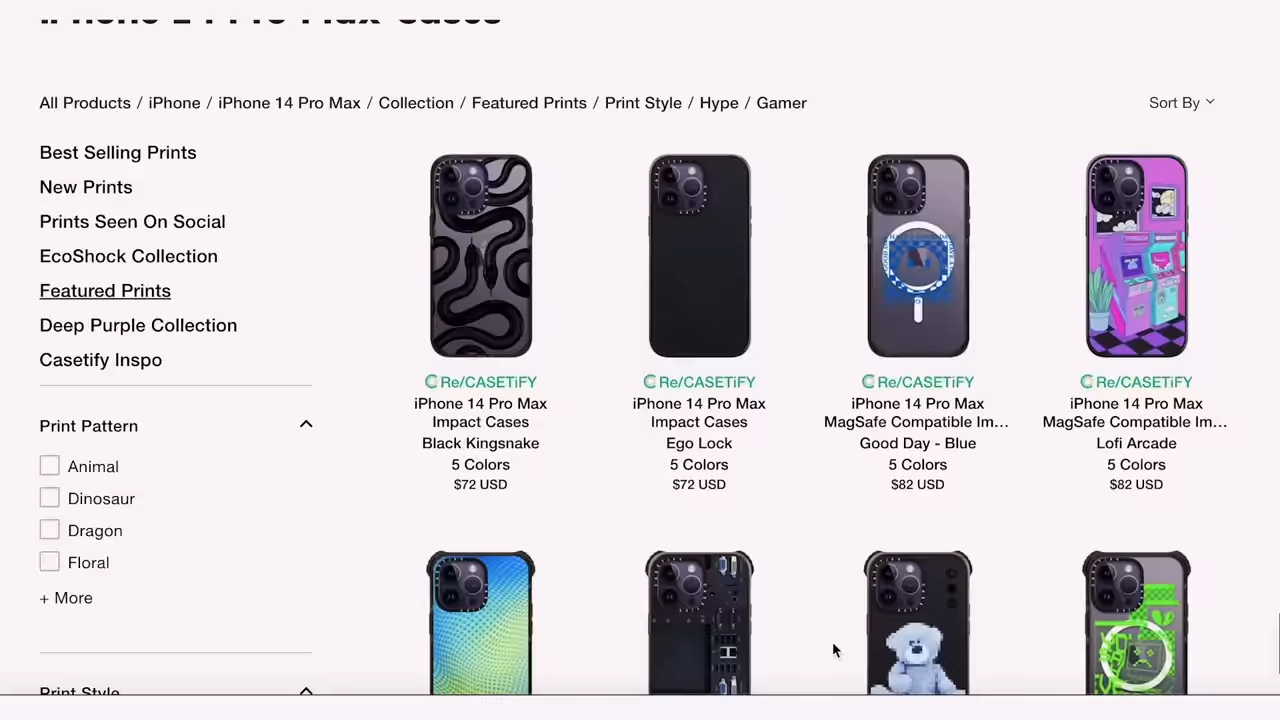 iPhone 14 Pro Max Cases
All Products / iPhone / iPhone 14 Pro Max / Collection / Featured Prints / Print Style / Hype / Gamer
Sort By
Best Selling Prints
New Prints
Prints Seen On Social
EcoShock Collection
Featured Prints
Deep Purple Collection
Casetify Inspo
Print Pattern
Animal
Dinosaur
Dragon
Floral
+ More
Print Style
Re/CASETiFY
iPhone 14 Pro Max
Impact Cases
Black Kingsnake
5 Colors
$72 USD
Re/CASETiFY
iPhone 14 Pro Max
Impact Cases
Ego Lock
5 Colors
$72 USD
Re/CASETiFY
iPhone 14 Pro Max
MagSafe Compatible Im...
Good Day - Blue
5 Colors
$82 USD
Re/CASETiFY
iPhone 14 Pro Max
MagSafe Compatible Im...
Lofi Arcade
5 Colors
$82 USD